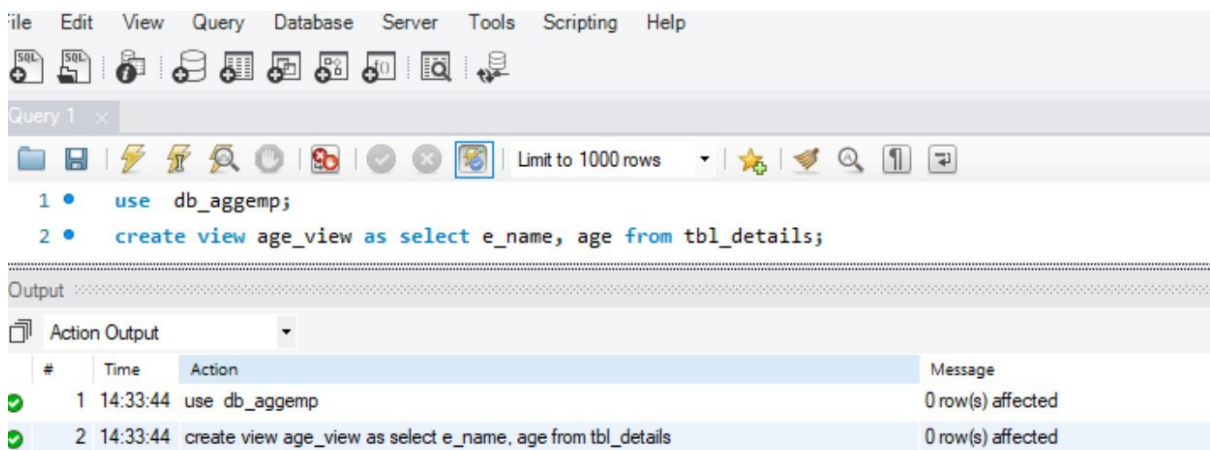 ile Edit View Query Database Server Tools Scripting Help
SQL SQL
Query 1 ×
Limit to 1000 rows
1 use db_aggemp;
2 create view age_view as select e_name, age from tbl_details;
Output
Action Output
# Time Action Message
1 14:33:44 use db_aggemp 0 row(s) affected
2 14:33:44 create view age_view as select e_name, age from tbl_details 0 row(s) affected